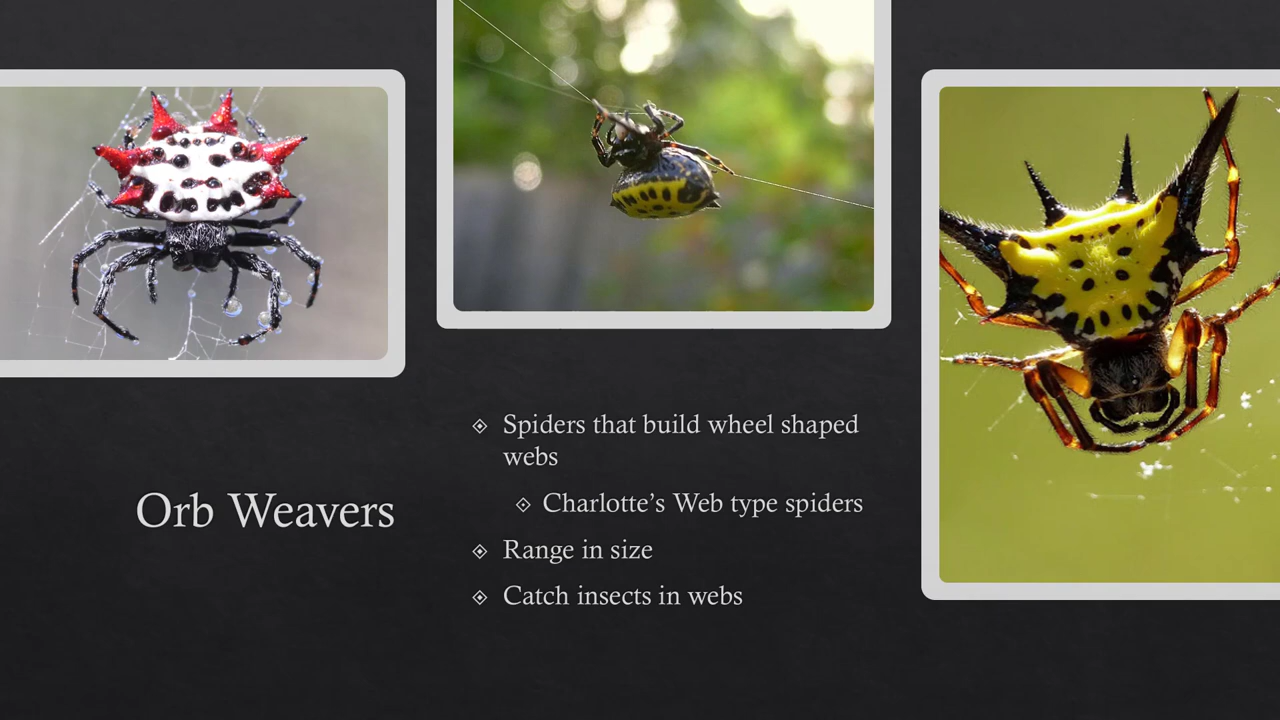 Orb Weavers
Spiders that build wheel shaped
webs
Charlotte’s Web type spiders
Range in size
Catch insects in webs